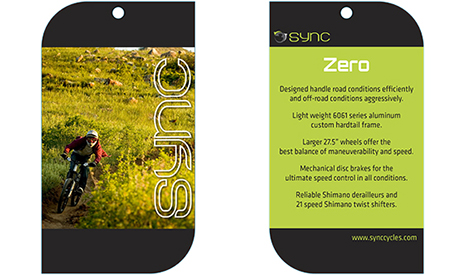 sync
sync
Zero
Designed handle road conditions efficiently
and off-road conditions aggressively.
Light weight 6061 series aluminum
custom hardtail frame.
Larger 27.5" wheels offer the
best balance of maneuverability and speed.
Mechanical disc brakes for the
ultimate speed control in all conditions.
Reliable Shimano derailleurs and
21 speed Shimano twist shifters.
www.synccycles.com